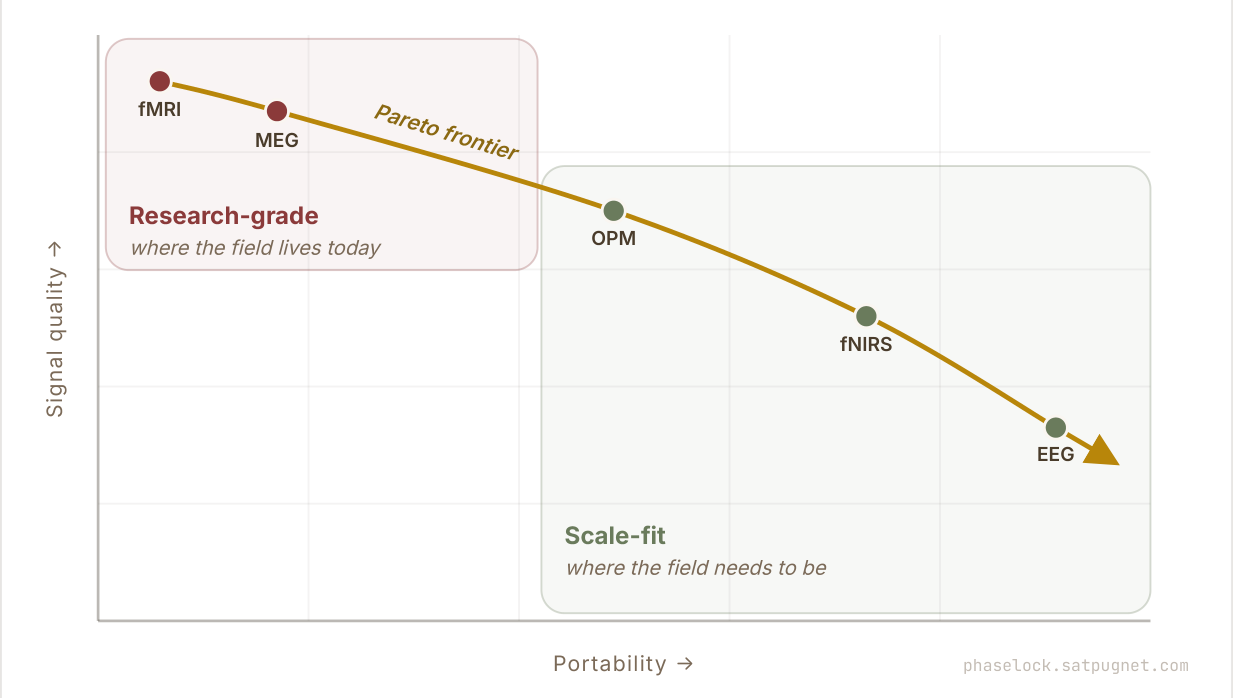 fMRI
MEG
Pareto frontier
Research-grade
where the field lives today
OPM
fNIRS
EEG
Scale-fit
where the field needs to be
Signal quality →
Portability →
phaselock.satpugnet.com